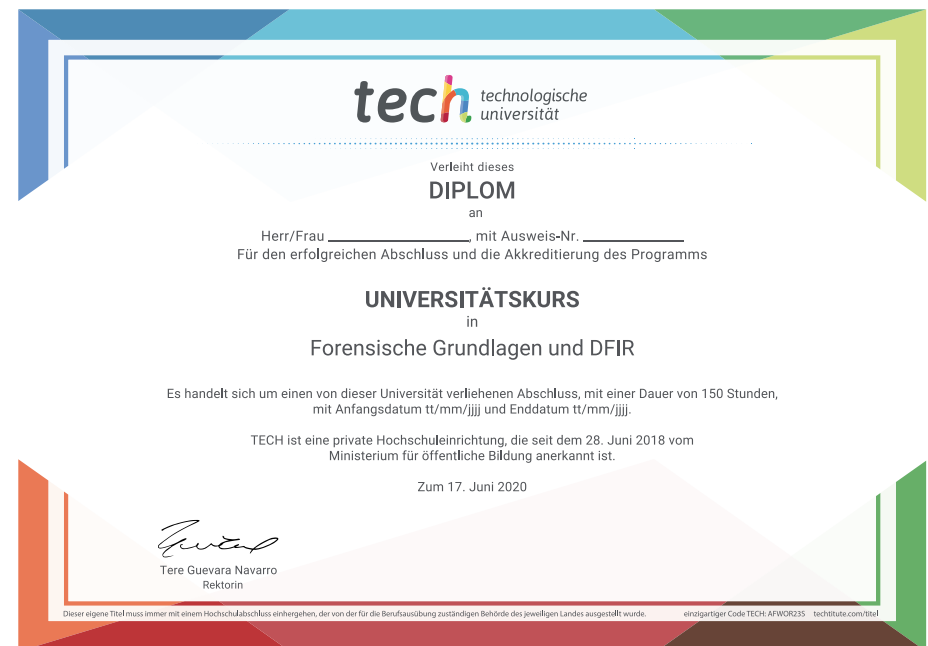 tech technologische
universität
Verleiht dieses
DIPLOM
an
Herr/Frau ____________________, mit Ausweis-Nr. ______________
Für den erfolgreichen Abschluss und die Akkreditierung des Programms
UNIVERSITÄTSKURS
in
Forensische Grundlagen und DFIR
Es handelt sich um einen von dieser Universität verliehenen Abschluss, mit einer Dauer von 150 Stunden,
mit Anfangsdatum tt/mm/jjjj und Enddatum tt/mm/jjjj.
TECH ist eine private Hochschuleinrichtung, die seit dem 28. Juni 2018 vom
Ministerium für öffentliche Bildung anerkannt ist.
Zum 17. Juni 2020
Tere Guevara Navarro
Rektorin
Dieser eigene Titel muss immer mit einem Hochschulabschluss einhergehen, der von der für die Berufsausübung zuständigen Behörde des jeweiligen Landes ausgestellt wurde. einzigartiger Code TECH: AFWOR23S techtitute.com/titel